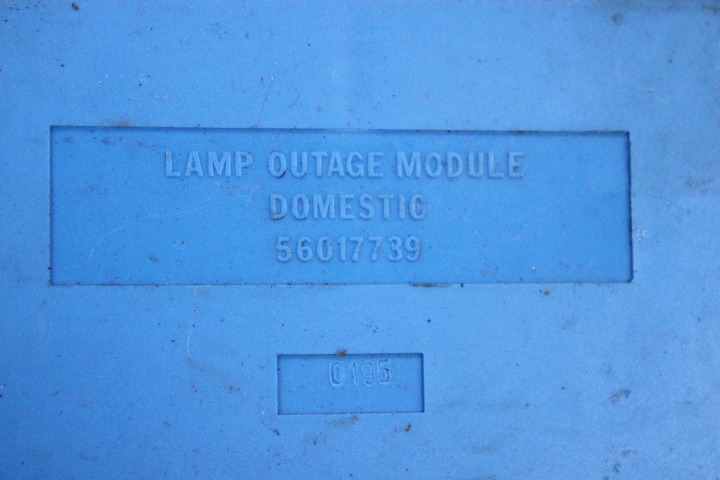 LAMP OUTAGE MODULE
DOMESTIC
56017739
0195